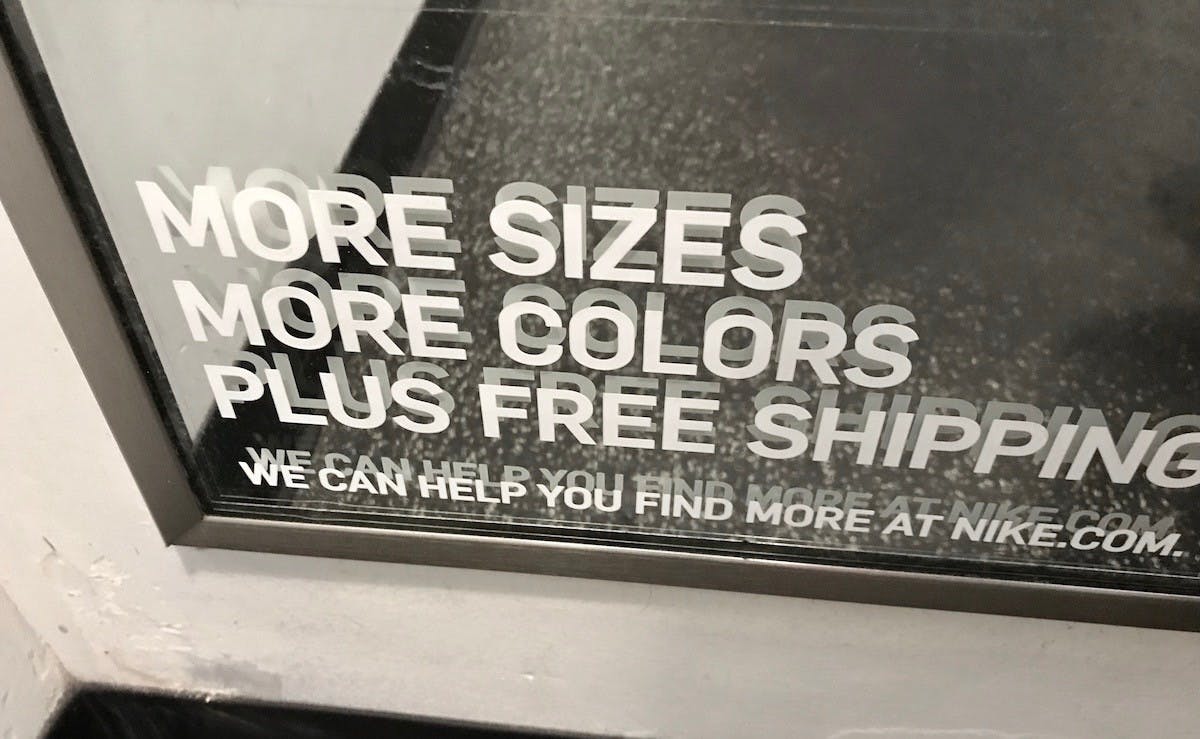 MORE SIZES
MORE COLORS
PLUS FREE SHIPPING
WE CAN HELP YOU FIND MORE AT NIKE.COM.